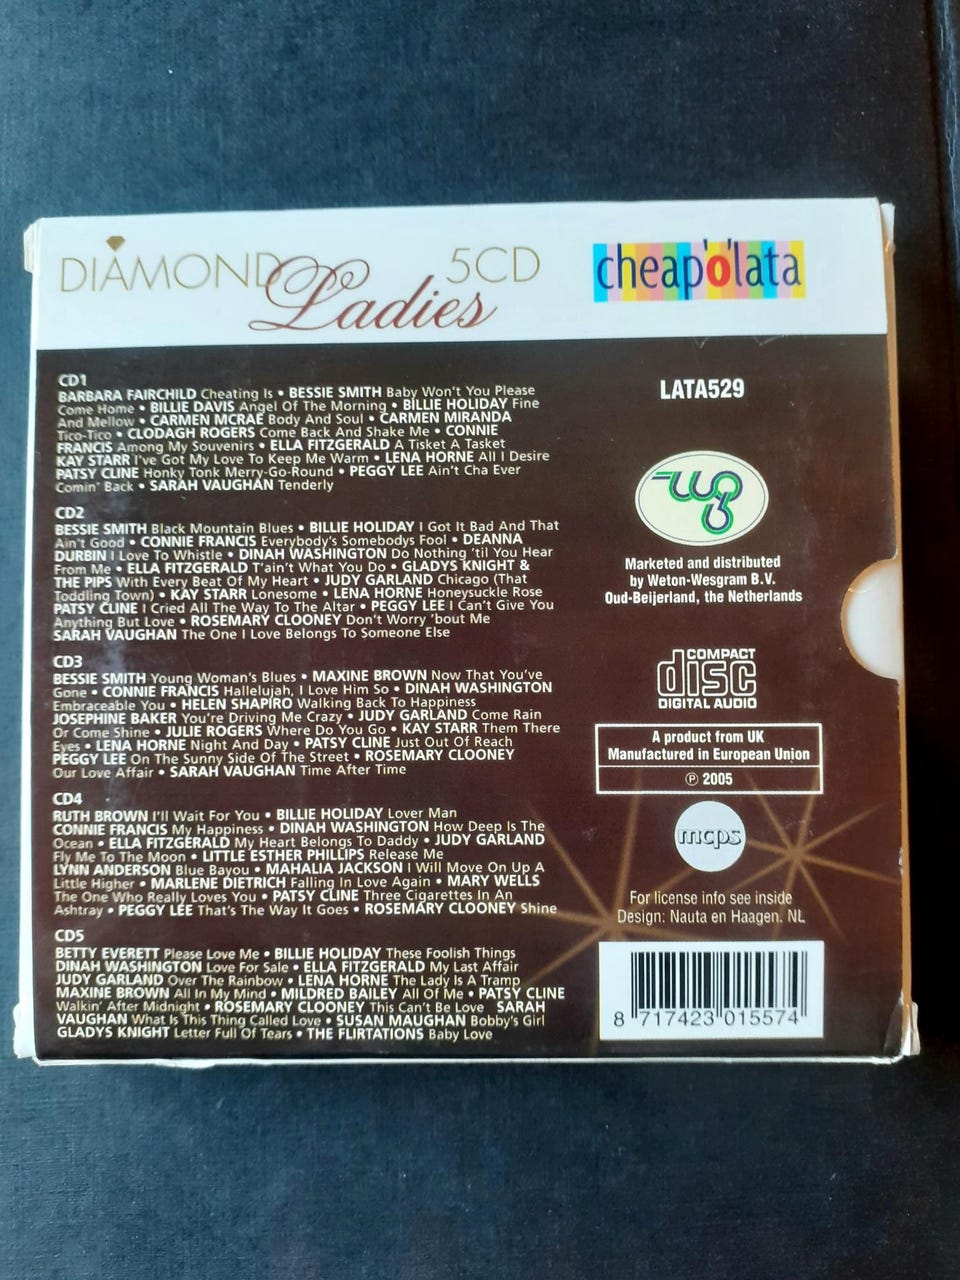 DIAMOND Ladies 5CD
cheap'o'lata
CD1
BARBARA FAIRCHILD Cheating Is • BESSIE SMITH Baby Won't You Please
Come Home • BILLIE DAVIS Angel Of The Morning • BILLIE HOLIDAY Fine
And Mellow • CARMEN MCRAE Body And Soul • CARMEN MIRANDA
Tico-Tico • CLODAGH ROGERS Come Back And Shake Me • CONNIE
FRANCIS Among My Souvenirs • ELLA FITZGERALD A Tisket A Tasket
KAY STARR I've Got My Love To Keep Me Warm • LENA HORNE All I Desire
PATSY CLINE Honky Tonk Merry-Go-Round • PEGGY LEE Ain't Cha Ever
Comin' Back • SARAH VAUGHAN Tenderly
CD2
BESSIE SMITH Black Mountain Blues • BILLIE HOLIDAY I Got It Bad And That
Ain't Good • CONNIE FRANCIS Everybody's Somebodys Fool • DEANNA
DURBIN I Love To Whistle • DINAH WASHINGTON Do Nothing 'til You Hear
From Me • ELLA FITZGERALD T'ain't What You Do • GLADYS KNIGHT &
THE PIPS With Every Beat Of My Heart • JUDY GARLAND Chicago (That
Toddling Town) • KAY STARR Lonesome • LENA HORNE Honeysuckle Rose
PATSY CLINE I Cried All The Way To The Altar • PEGGY LEE I Can't Give You
Anything But Love • ROSEMARY CLOONEY Don't Worry 'bout Me
SARAH VAUGHAN The One I Love Belongs To Someone Else
CD3
BESSIE SMITH Young Woman's Blues • MAXINE BROWN Now That You've
Gone • CONNIE FRANCIS Hallelujah, I Love Him So • DINAH WASHINGTON
Embraceable You • HELEN SHAPIRO Walking Back To Happiness
JOSEPHINE BAKER You're Driving Me Crazy • JUDY GARLAND Come Rain
Or Come Shine • JULIE ROGERS Where Do You Go • KAY STARR Them There
Eyes • LENA HORNE Night And Day • PATSY CLINE Just Out Of Reach
PEGGY LEE On The Sunny Side Of The Street • ROSEMARY CLOONEY
Our Love Affair • SARAH VAUGHAN Time After Time
CD4
RUTH BROWN I'll Wait For You • BILLIE HOLIDAY Lover Man
CONNIE FRANCIS My Happiness • DINAH WASHINGTON How Deep Is The
Ocean • ELLA FITZGERALD My Heart Belongs To Daddy • JUDY GARLAND
Fly Me To The Moon • LITTLE ESTHER PHILLIPS Release Me
LYNN ANDERSON Blue Bayou • MAHALIA JACKSON I Will Move On Up A
Little Higher • MARLENE DIETRICH Falling In Love Again • MARY WELLS
The One Who Really Loves You • PATSY CLINE Three Cigarettes In An
Ashtray • PEGGY LEE That's The Way It Goes • ROSEMARY CLOONEY Shine
CD5
BETTY EVERETT Please Love Me • BILLIE HOLIDAY These Foolish Things
DINAH WASHINGTON Love For Sale • ELLA FITZGERALD My Last Affair
JUDY GARLAND Over The Rainbow • LENA HORNE The Lady Is A Tramp
MAXINE BROWN All In My Mind • MILDRED BAILEY All Of Me • PATSY CLINE
Walkin' After Midnight • ROSEMARY CLOONEY This Can't Be Love SARAH
VAUGHAN What Is This Thing Called Love • SUSAN MAUGHAN Bobby's Girl
GLADYS KNIGHT Letter Full Of Tears • THE FLIRTATIONS Baby Love
LATA529
Marketed and distributed
by Weton-Wesgram B.V.
Oud-Beijerland, the Netherlands
COMPACT
disc
DIGITAL AUDIO
A product from UK
Manufactured in European Union
℗ 2005
mcps
For license info see inside
Design: Nauta en Haagen. NL
8 717423 015574